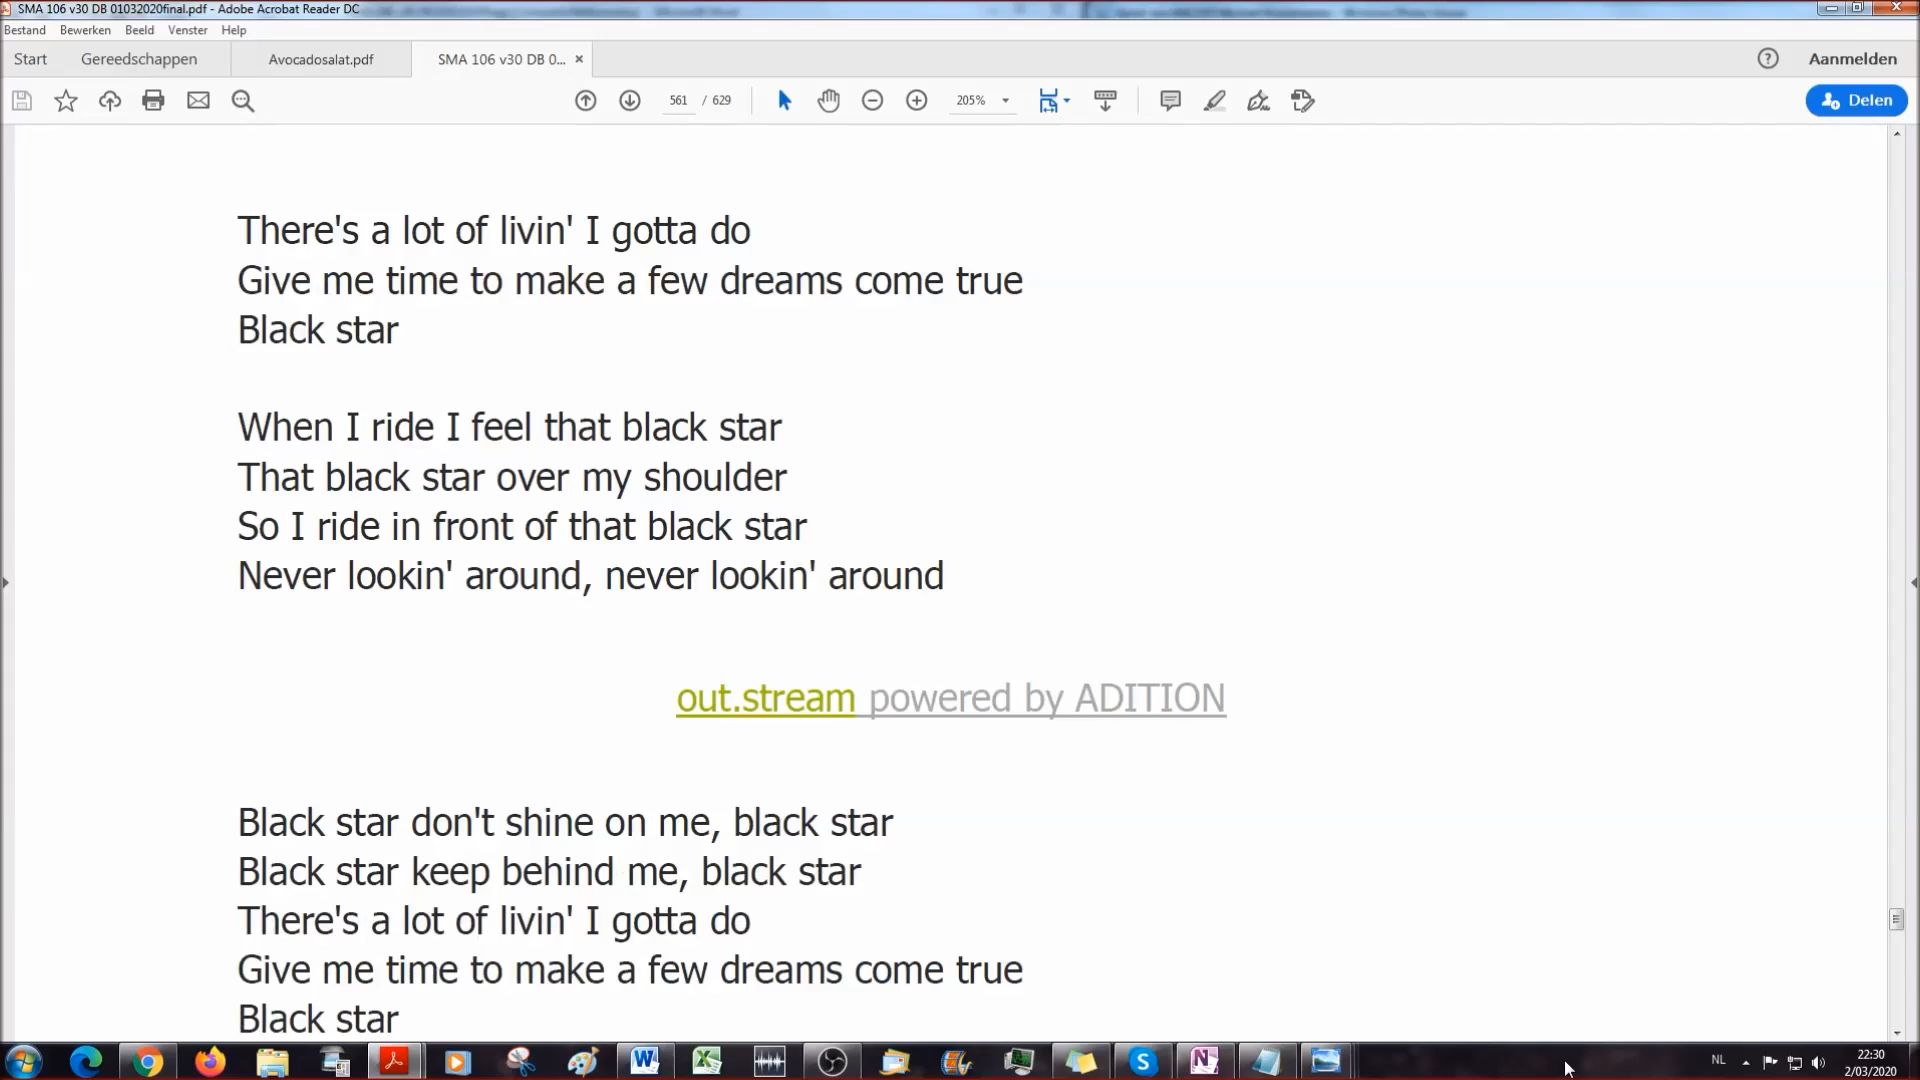 SMA 106 v30 DB 01032020final.pdf - Adobe Acrobat Reader DC
Bestand Bewerken Beeld Venster Help
Start Gereedschappen Avocadosalat.pdf SMA 106 v30 DB 0... × ? Aanmelden
561 / 629 205% Delen
There's a lot of livin' I gotta do
Give me time to make a few dreams come true
Black star
When I ride I feel that black star
That black star over my shoulder
So I ride in front of that black star
Never lookin' around, never lookin' around
out.stream powered by ADITION
Black star don't shine on me, black star
Black star keep behind me, black star
There's a lot of livin' I gotta do
Give me time to make a few dreams come true
Black star
NL 22:30
2/03/2020